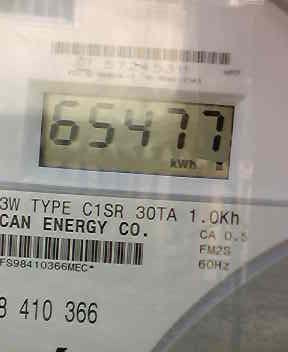 65477
kWh
3W TYPE C1SR 30TA 1.0Kh
CAN ENERGY CO.
CA 0.5
FM2S
60Hz
FS98410366MEC*
8 410 366